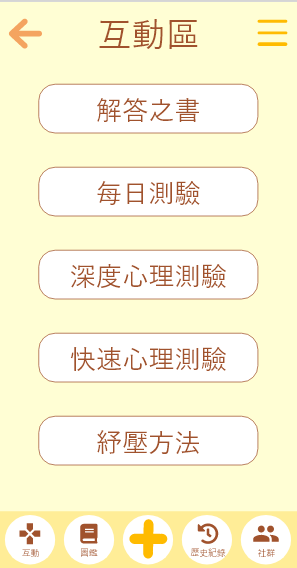 互動區
解答之書
每日測驗
深度心理測驗
快速心理測驗
紓壓方法
互動
圖鑑
歷史紀錄
社群